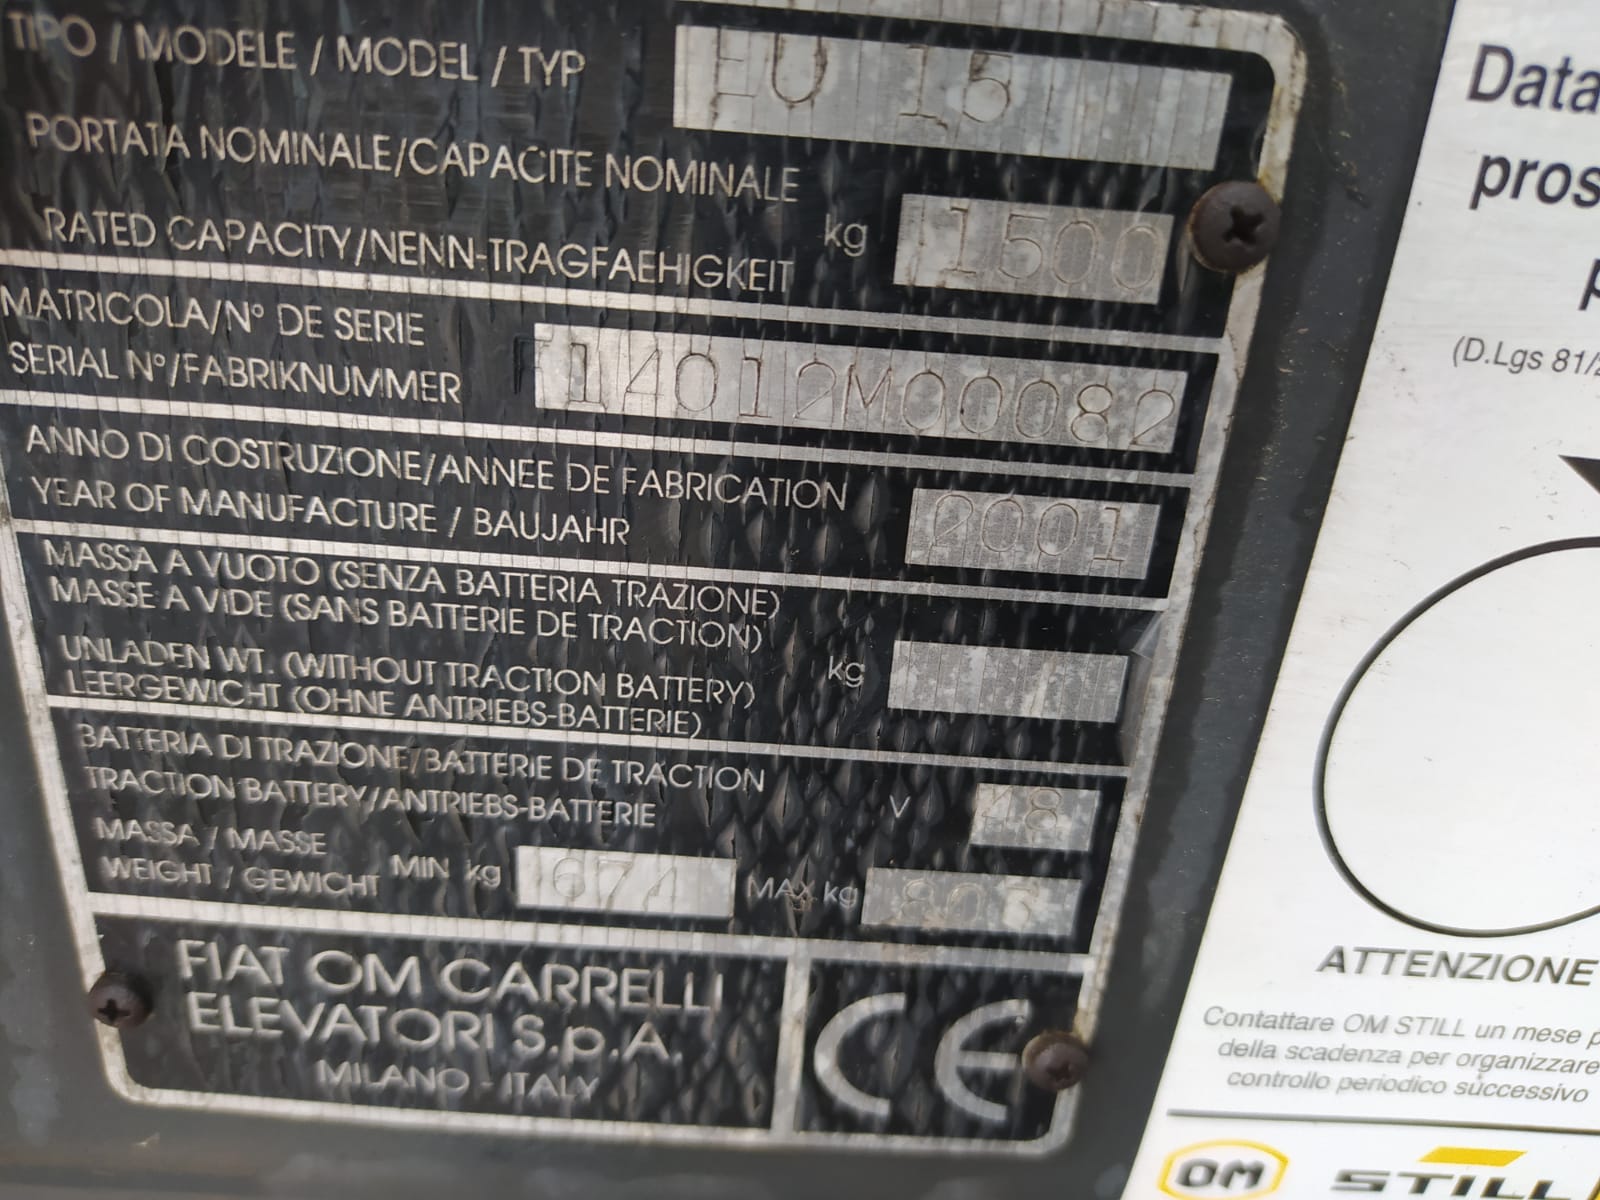 TIPO / MODELE / MODEL / TYP EU 15
PORTATA NOMINALE/CAPACITE NOMINALE
RATED CAPACITY/NENN-TRAGFAEHIGKEIT kg 1500
MATRICOLA/N° DE SERIE
SERIAL N°/FABRIKNUMMER F14012M00082
ANNO DI COSTRUZIONE/ANNEE DE FABRICATION
YEAR OF MANUFACTURE / BAUJAHR 2001
MASSA A VUOTO (SENZA BATTERIA TRAZIONE)
MASSE A VIDE (SANS BATTERIE DE TRACTION)
UNLADEN WT. (WITHOUT TRACTION BATTERY) kg
LEERGEWICHT (OHNE ANTRIEBS-BATTERIE)
BATTERIA DI TRAZIONE/BATTERIE DE TRACTION
TRACTION BATTERY/ANTRIEBS-BATTERIE V 48
MASSA / MASSE
WEIGHT / GEWICHT MIN kg 674 MAX kg
FIAT OM CARRELLI
ELEVATORI S.p.A.
MILANO - ITALY
CE
Data
pros
p
(D.Lgs 81/
ATTENZIONE
Contattare OM STILL un mese p
della scadenza per organizzare
controllo periodico successivo
OM STILL